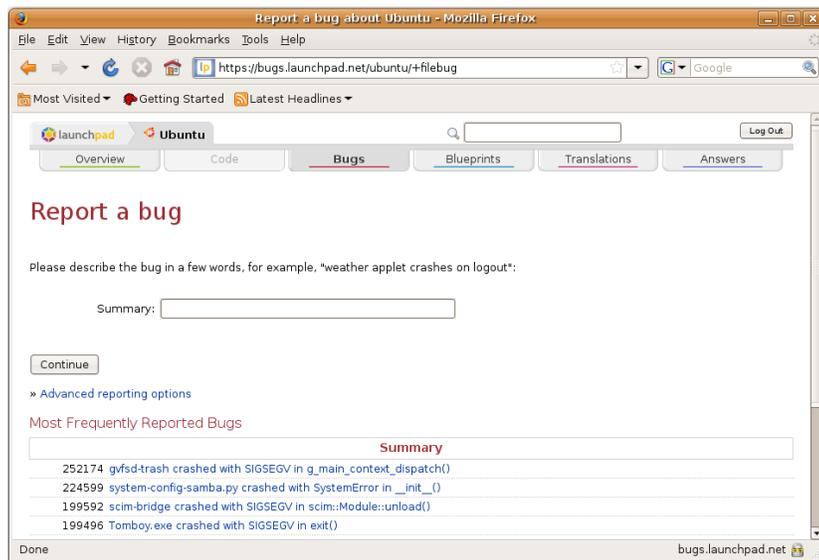 Report a bug about Ubuntu - Mozilla Firefox
File Edit View History Bookmarks Tools Help
lp https://bugs.launchpad.net/ubuntu/+filebug G Google
Most Visited Getting Started Latest Headlines
launchpad Ubuntu Log Out
Overview Code Bugs Blueprints Translations Answers
Report a bug
Please describe the bug in a few words, for example, "weather applet crashes on logout":
Summary:
Continue
» Advanced reporting options
Most Frequently Reported Bugs
Summary
252174 gvfsd-trash crashed with SIGSEGV in g_main_context_dispatch()
224599 system-config-samba.py crashed with SystemError in __init__()
199592 scim-bridge crashed with SIGSEGV in scim::Module::unload()
199496 Tomboy.exe crashed with SIGSEGV in exit()
Done bugs.launchpad.net